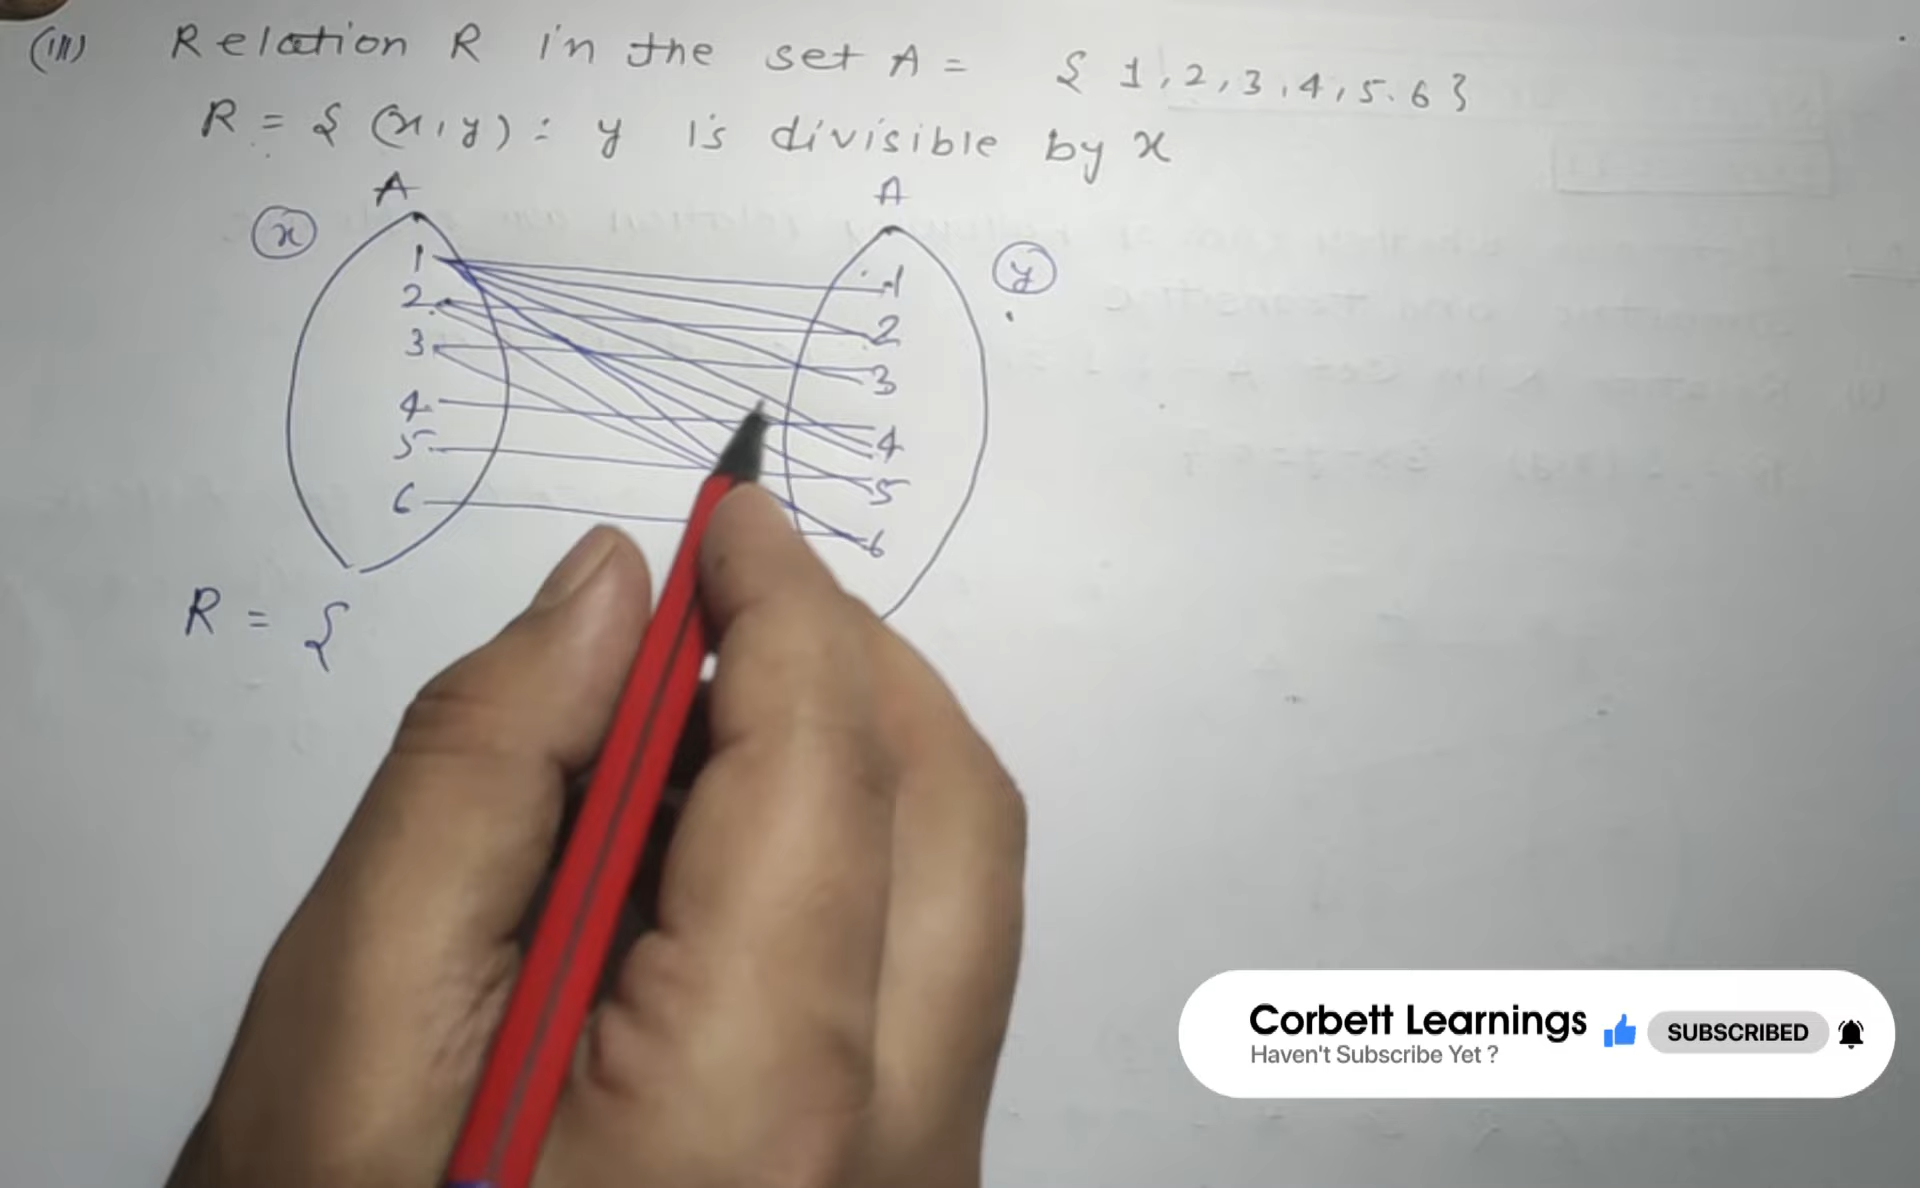 (iii) Relation R in the set A = { 1, 2, 3, 4, 5. 6 }
R = { (x, y) : y is divisible by x
A A
x y
1 1
2 2
3 3
4 4
5 5
6 6
R = {
Corbett Learnings
Haven't Subscribe Yet ?
SUBSCRIBED